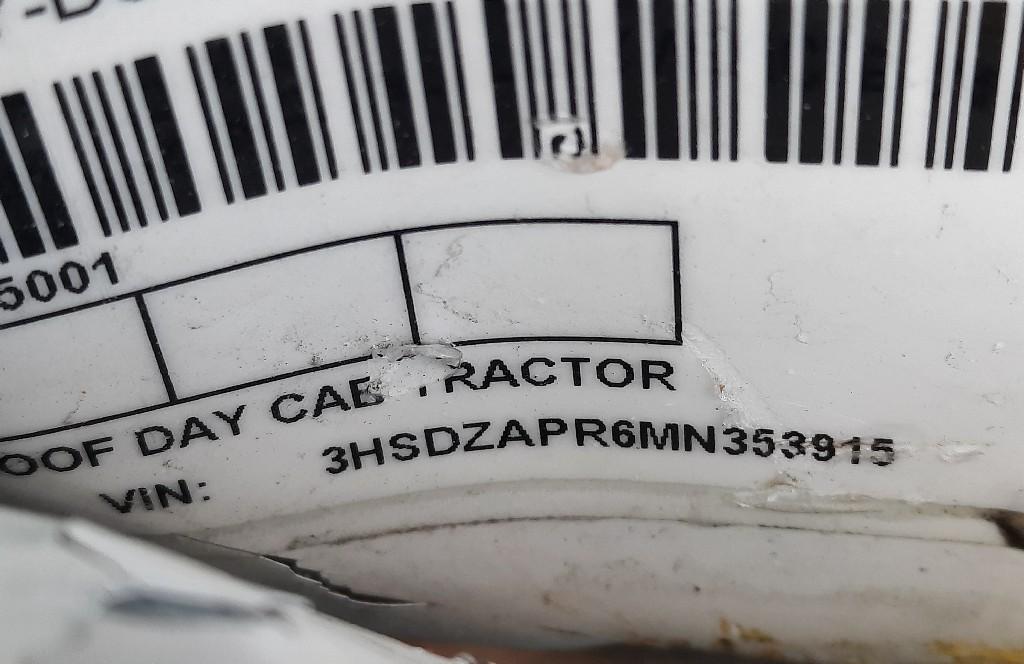 5001
OOF DAY CAB TRACTOR
VIN: 3HSDZAPR6MN353915